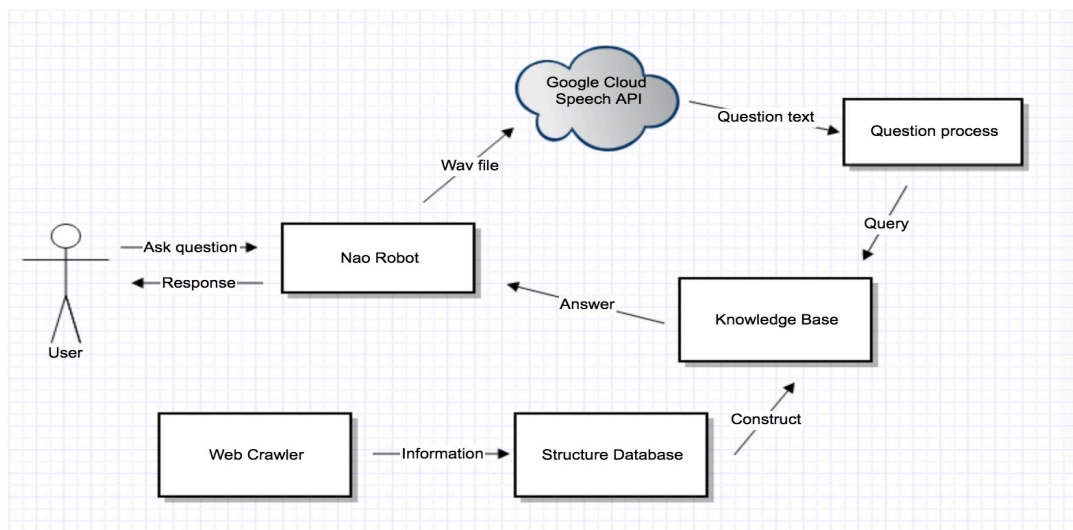 Google Cloud
Speech API
Question text
Question process
Wav file
Query
Ask question
Nao Robot
Response
Answer
Knowledge Base
User
Construct
Web Crawler
Information
Structure Database